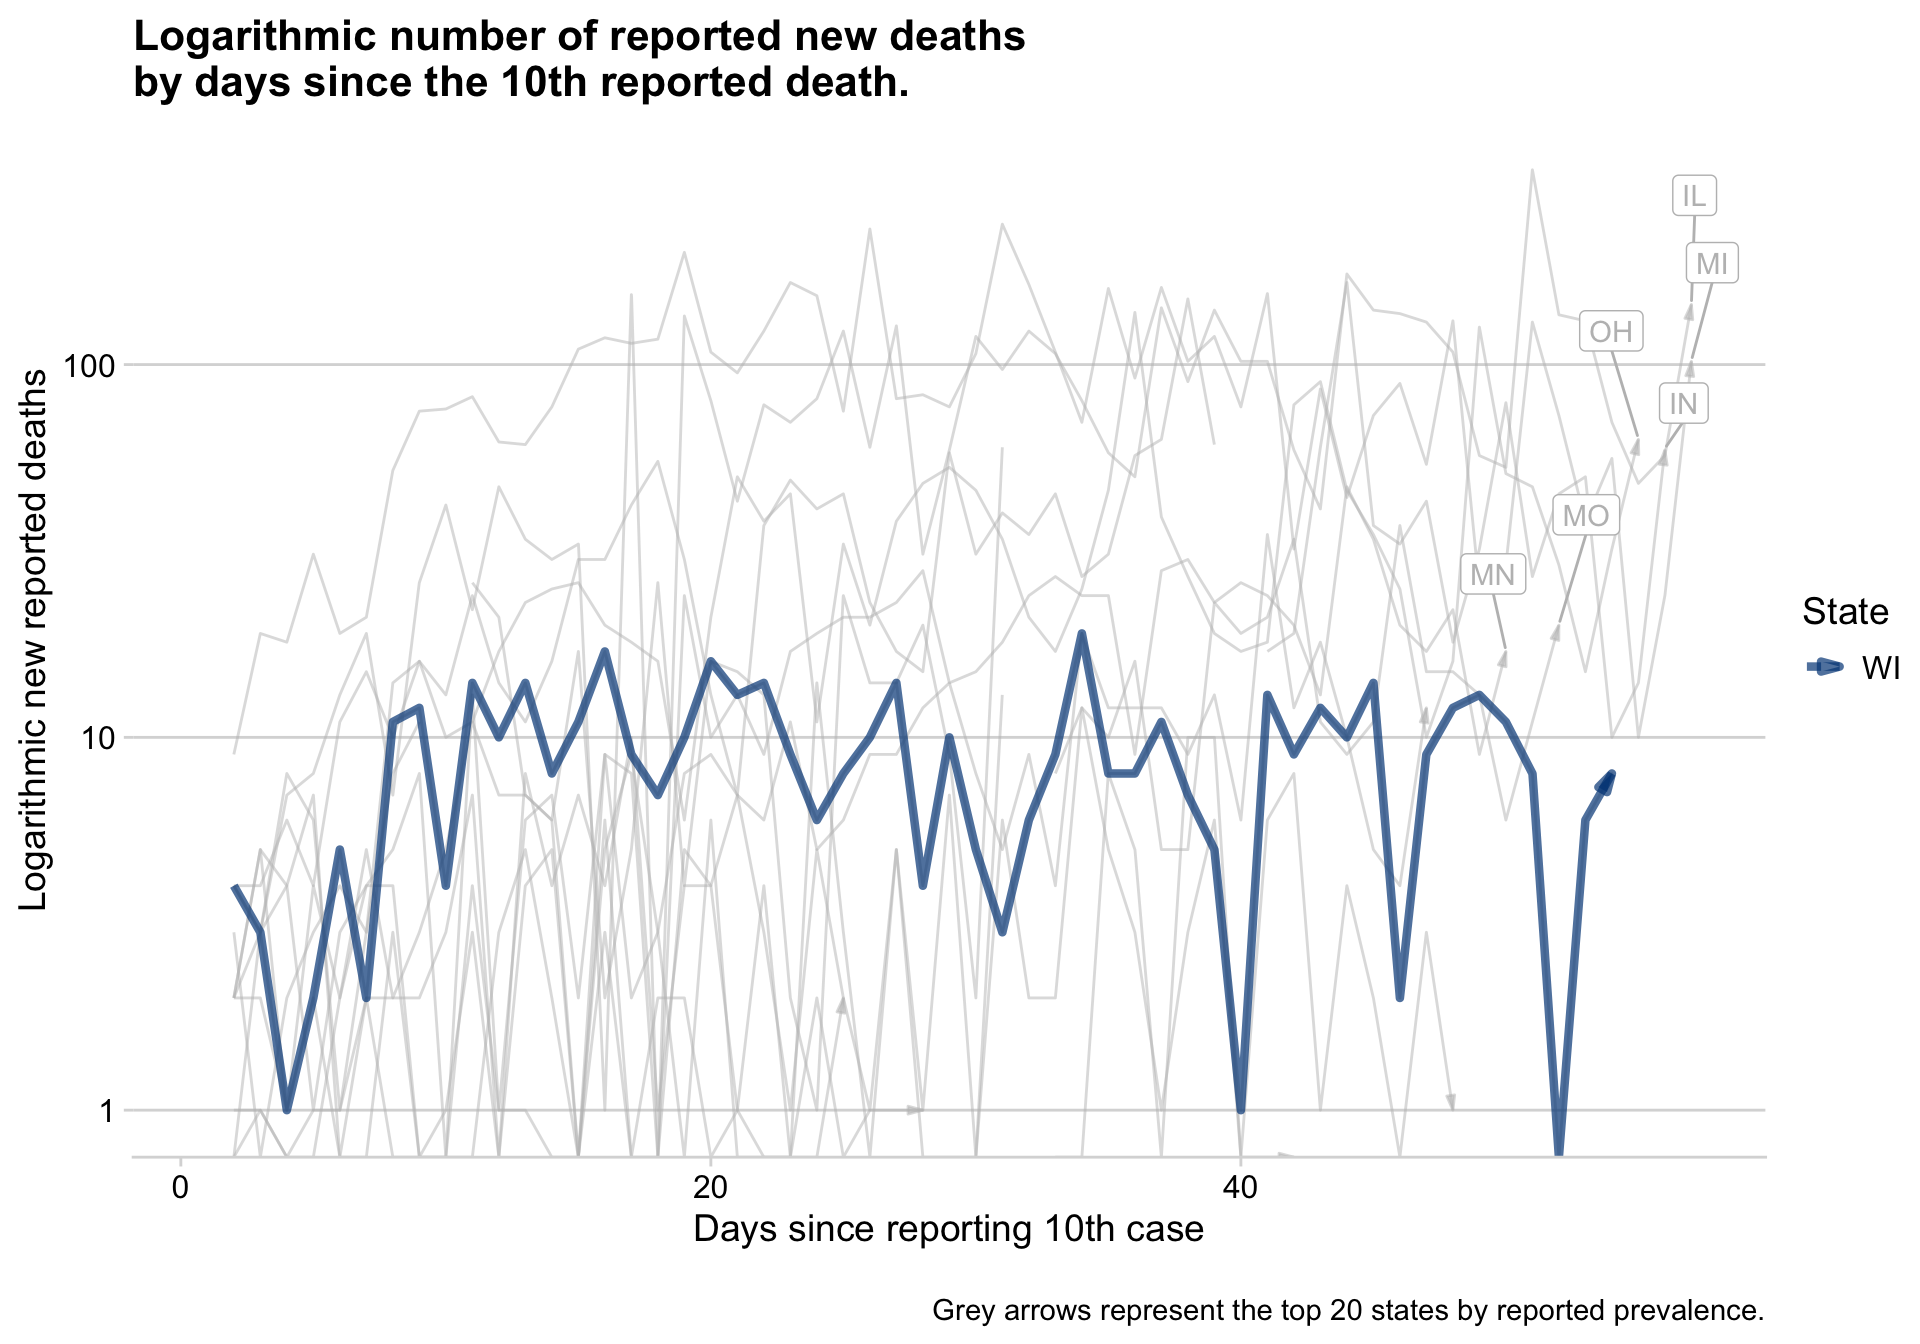 Logarithmic number of reported new deaths
by days since the 10th reported death.
IL
MI
OH
IN
MO
MN
100
10
1
Logarithmic new reported deaths
State
WI
0
20
40
Days since reporting 10th case
Grey arrows represent the top 20 states by reported prevalence.